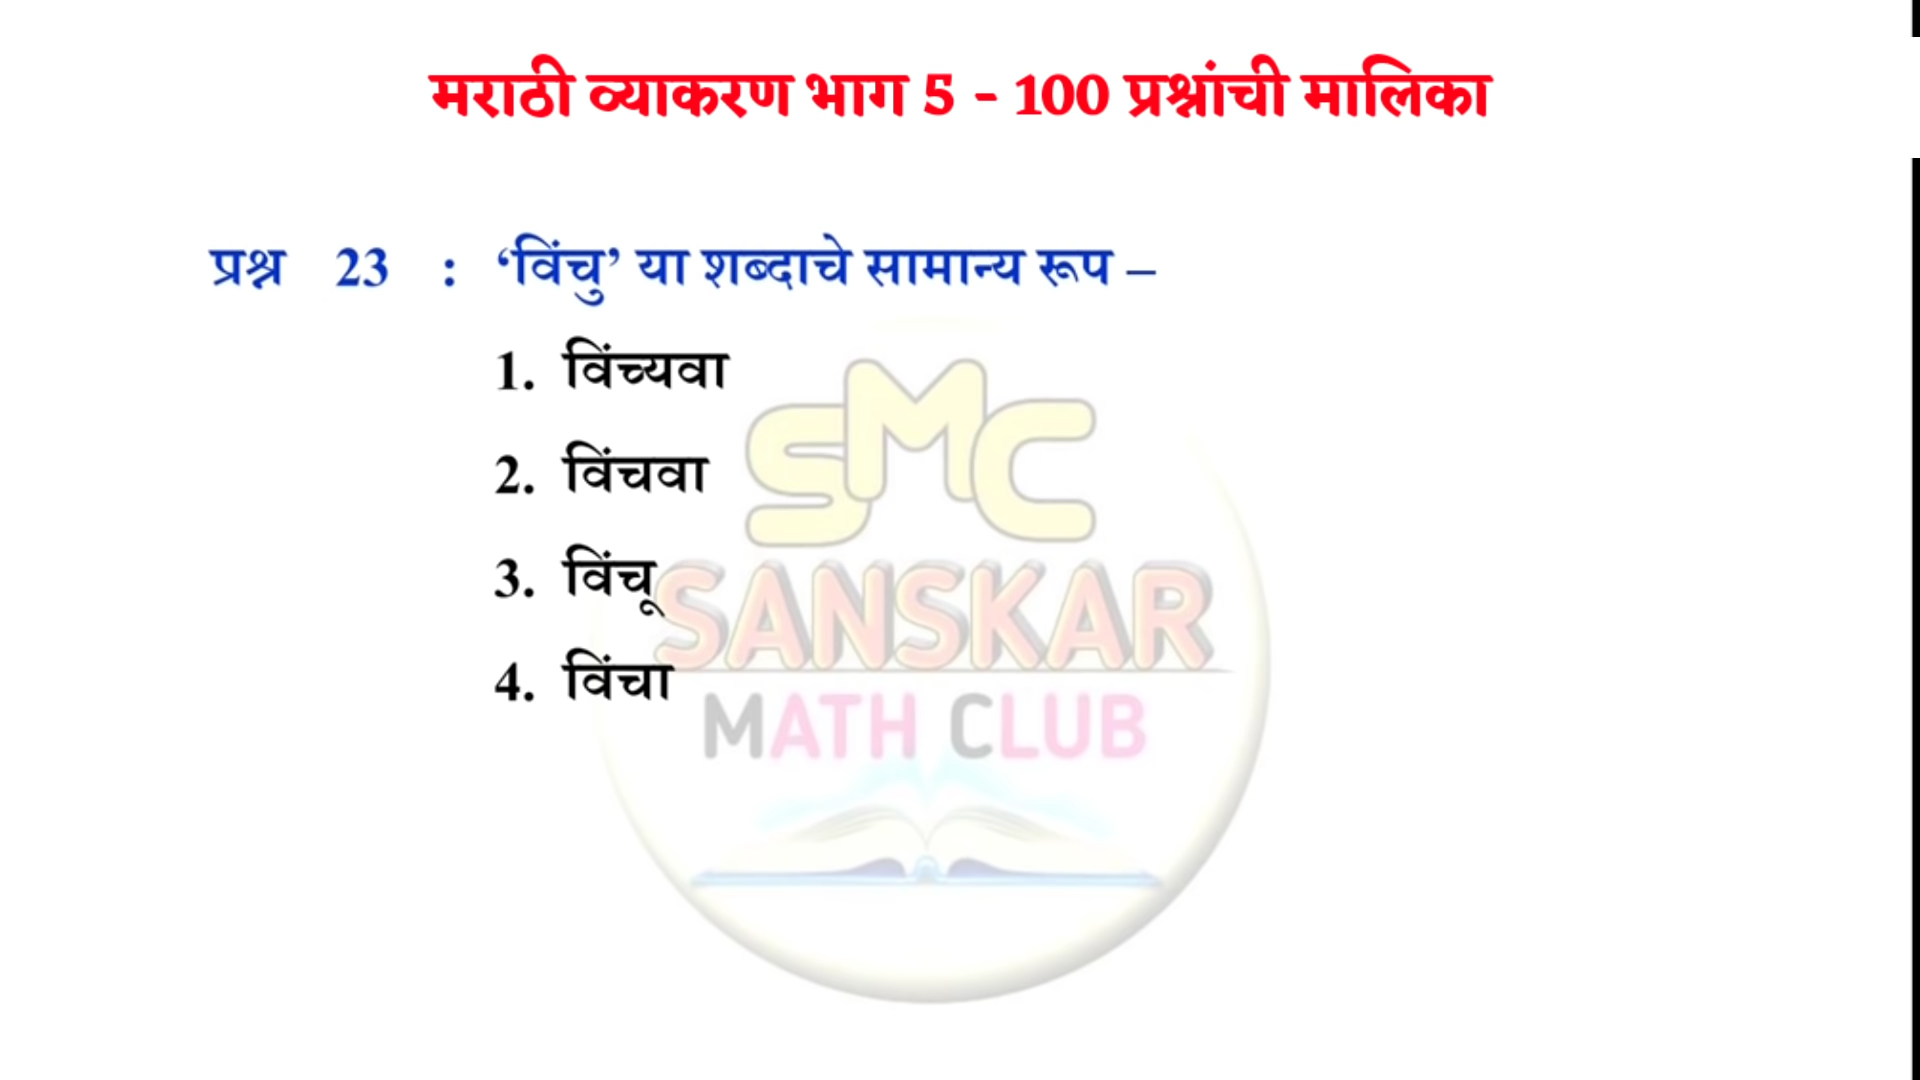 मराठी व्याकरण भाग 5 - 100 प्रश्नांची मालिका
प्रश्न 23 : ‘विंचु’ या शब्दाचे सामान्य रूप –
1. विंच्यवा
2. विंचवा
3. विंचू
4. विंचा
SMC
SANSKAR
MATH CLUB